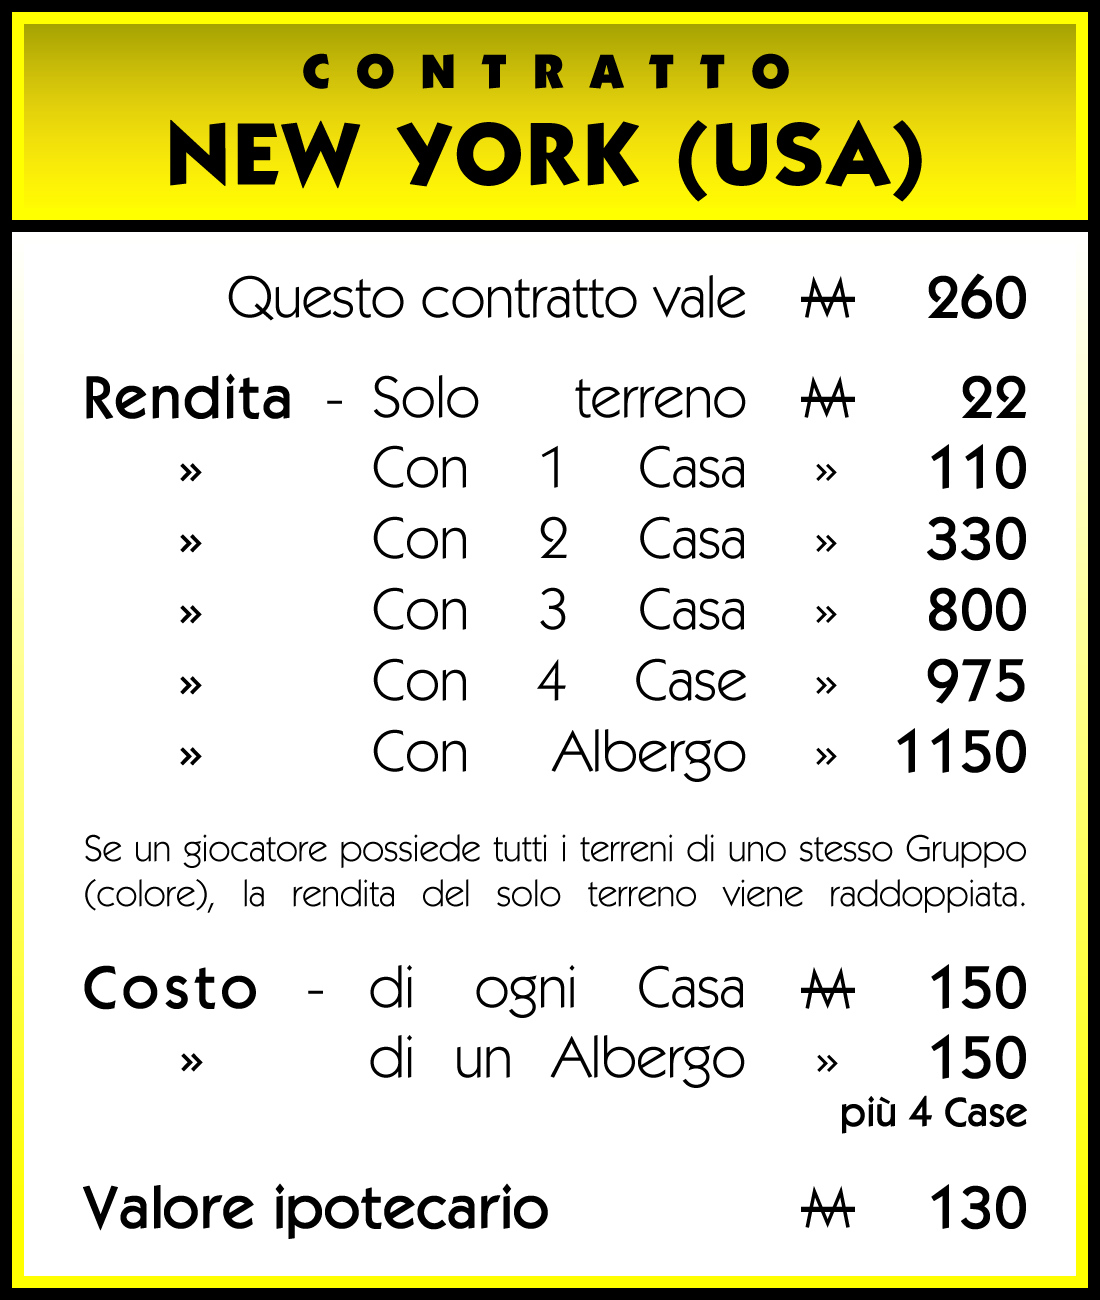 CONTRATTO
NEW YORK (USA)
Questo contratto vale M 260
Rendita - Solo terreno M 22
» Con 1 Casa » 110
» Con 2 Casa » 330
» Con 3 Casa » 800
» Con 4 Case » 975
» Con Albergo » 1150
Se un giocatore possiede tutti i terreni di uno stesso Gruppo
(colore), la rendita del solo terreno viene raddoppiata.
Costo - di ogni Casa M 150
» di un Albergo » 150
più 4 Case
Valore ipotecario M 130